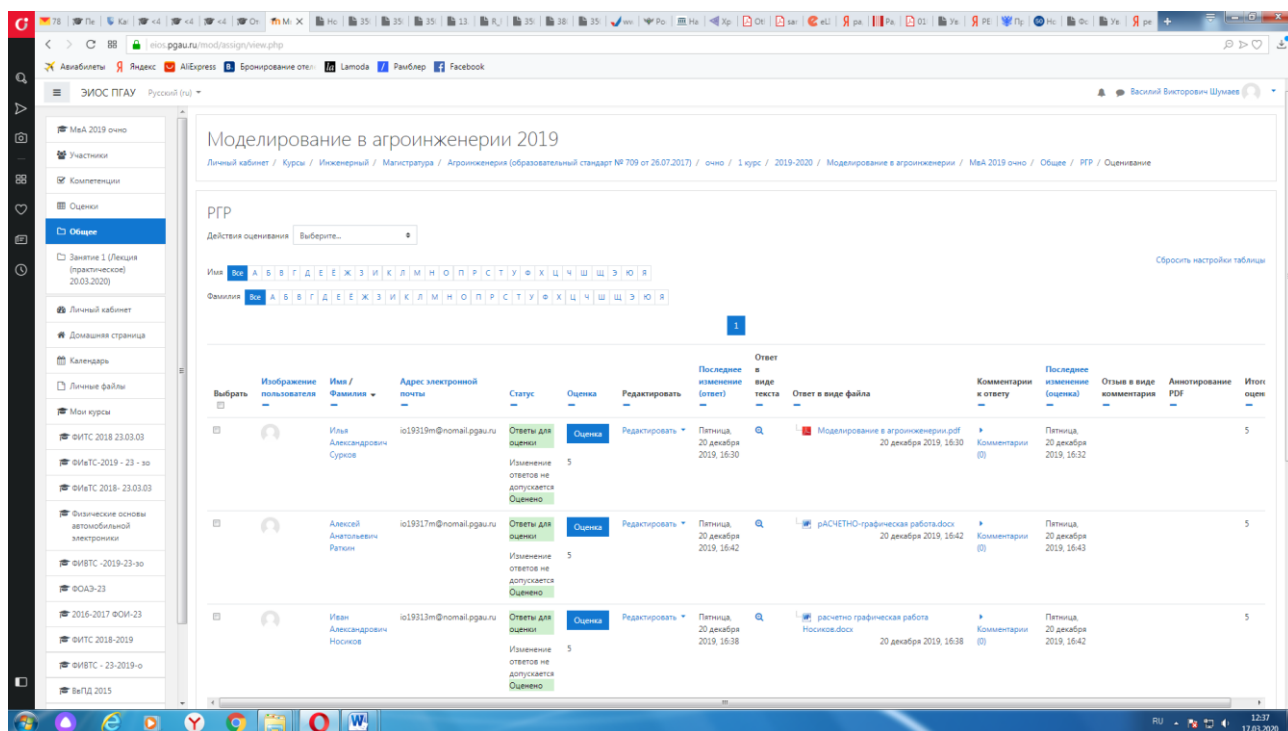 eios.pgau.ru/mod/assign/view.php
Авиабилеты Яндекс AliExpress Бронирование отел Lamoda Рамблер Facebook
ЭИОС ПГАУ Русский (ru)
Василий Викторович Шумаев
МвА 2019 очно
Участники
Компетенции
Оценки
Общее
Занятие 1 (Лекция
(практическое)
20.03.2020)
Личный кабинет
Домашняя страница
Календарь
Личные файлы
Мои курсы
ФИТС 2018 23.03.03
ФИвТС-2019 - 23 - зо
ФИвТС 2018- 23.03.03
Физические основы
автомобильной
электроники
ФИВТС -2019-23-зо
ФОАЭ-23
2016-2017 ФОИ-23
ФИТС 2018-2019
ФИВТС - 23-2019-о
ВвПД 2015
Моделирование в агроинженерии 2019
Личный кабинет / Курсы / Инженерный / Магистратура / Агроинженерия (образовательный стандарт № 709 от 26.07.2017) / очно / 1 курс / 2019-2020 / Моделирование в агроинженерии / МвА 2019 очно / Общее / РГР / Оценивание
РГР
Действия оценивания Выберите...
Сбросить настройки таблицы
Имя Все А Б В Г Д Е Ё Ж З И К Л М Н О П Р С Т У Ф Х Ц Ч Ш Щ Э Ю Я
Фамилия Все А Б В Г Д Е Ё Ж З И К Л М Н О П Р С Т У Ф Х Ц Ч Ш Щ Э Ю Я
1
Выбрать
Изображение
пользователя
Имя /
Фамилия
Адрес электронной
почты
Статус
Оценка
Редактировать
Последнее
изменение
(ответ)
Ответ
в
виде
текста
Ответ в виде файла
Комментарии
к ответу
Последнее
изменение
(оценка)
Отзыв в виде
комментария
Аннотирование
PDF
Итого
оцен
Илья
Александрович
Сурков
io19319m@nomail.pgau.ru
Ответы для
оценки
Изменение
ответов не
допускается
Оценено
Оценка
5
Редактировать
Пятница,
20 декабря
2019, 16:30
Моделирование в агроинженерии.pdf
20 декабря 2019, 16:30
Комментарии
(0)
Пятница,
20 декабря
2019, 16:32
5
Алексей
Анатольевич
Раткин
io19317m@nomail.pgau.ru
Ответы для
оценки
Изменение
ответов не
допускается
Оценено
Оценка
5
Редактировать
Пятница,
20 декабря
2019, 16:42
рАСЧЕТНО-графическая работа.docx
20 декабря 2019, 16:42
Комментарии
(0)
Пятница,
20 декабря
2019, 16:43
5
Иван
Александрович
Носиков
io19313m@nomail.pgau.ru
Ответы для
оценки
Изменение
ответов не
допускается
Оценено
Оценка
5
Редактировать
Пятница,
20 декабря
2019, 16:38
расчетно графическая работа
Носиков.docx
20 декабря 2019, 16:38
Комментарии
(0)
Пятница,
20 декабря
2019, 16:42
5
RU
12:37
17.03.2020